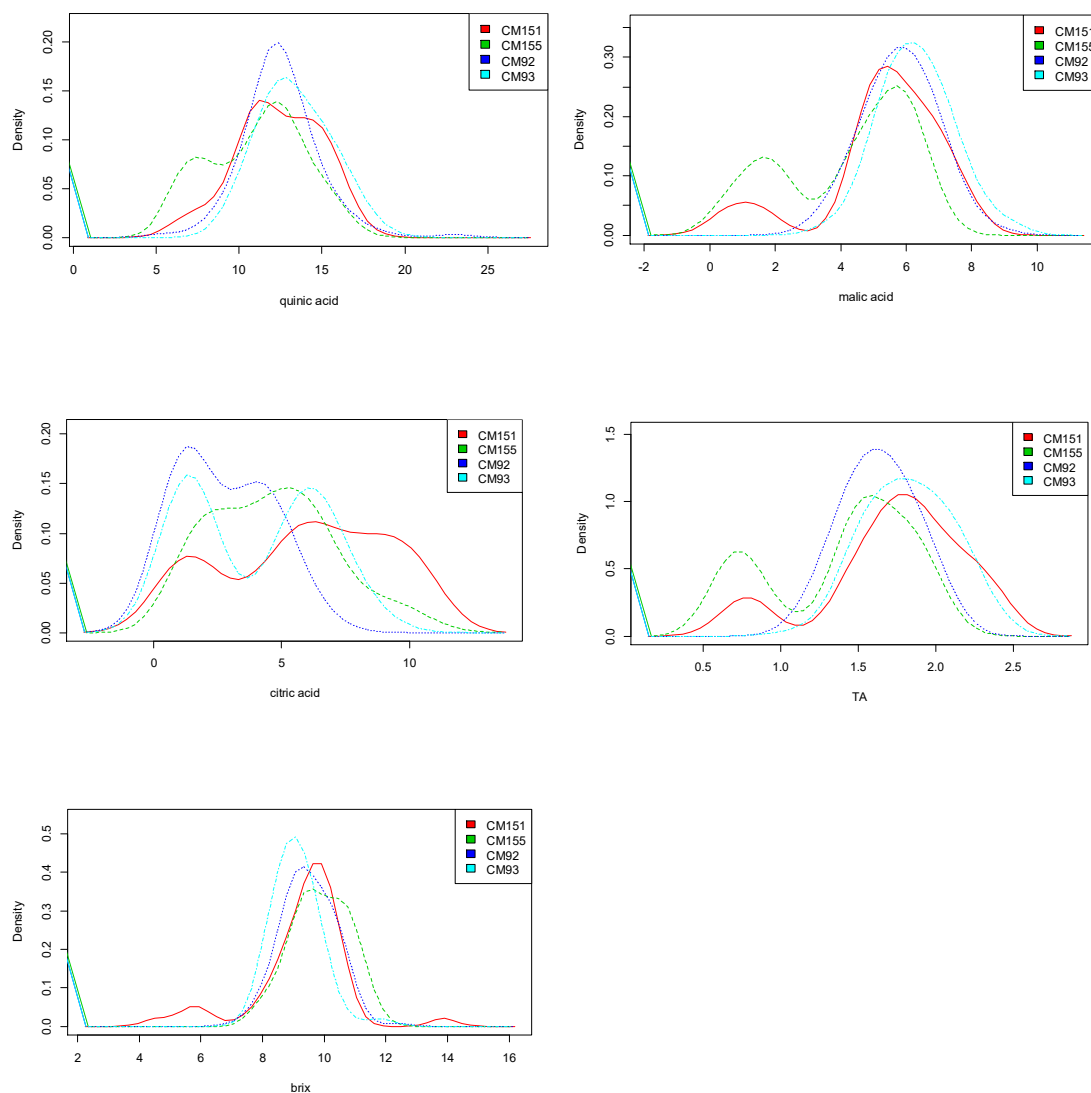 CM151
CM155
CM92
CM93
Density
0.00 0.05 0.10 0.15 0.20
0 5 10 15 20 25
quinic acid
CM151
CM155
CM92
CM93
Density
0.00 0.10 0.20 0.30
-2 0 2 4 6 8 10
malic acid
CM151
CM155
CM92
CM93
Density
0.00 0.05 0.10 0.15 0.20
0 5 10
citric acid
CM151
CM155
CM92
CM93
Density
0.0 0.5 1.0 1.5
0.5 1.0 1.5 2.0 2.5
TA
CM151
CM155
CM92
CM93
Density
0.0 0.1 0.2 0.3 0.4 0.5
2 4 6 8 10 12 14 16
brix